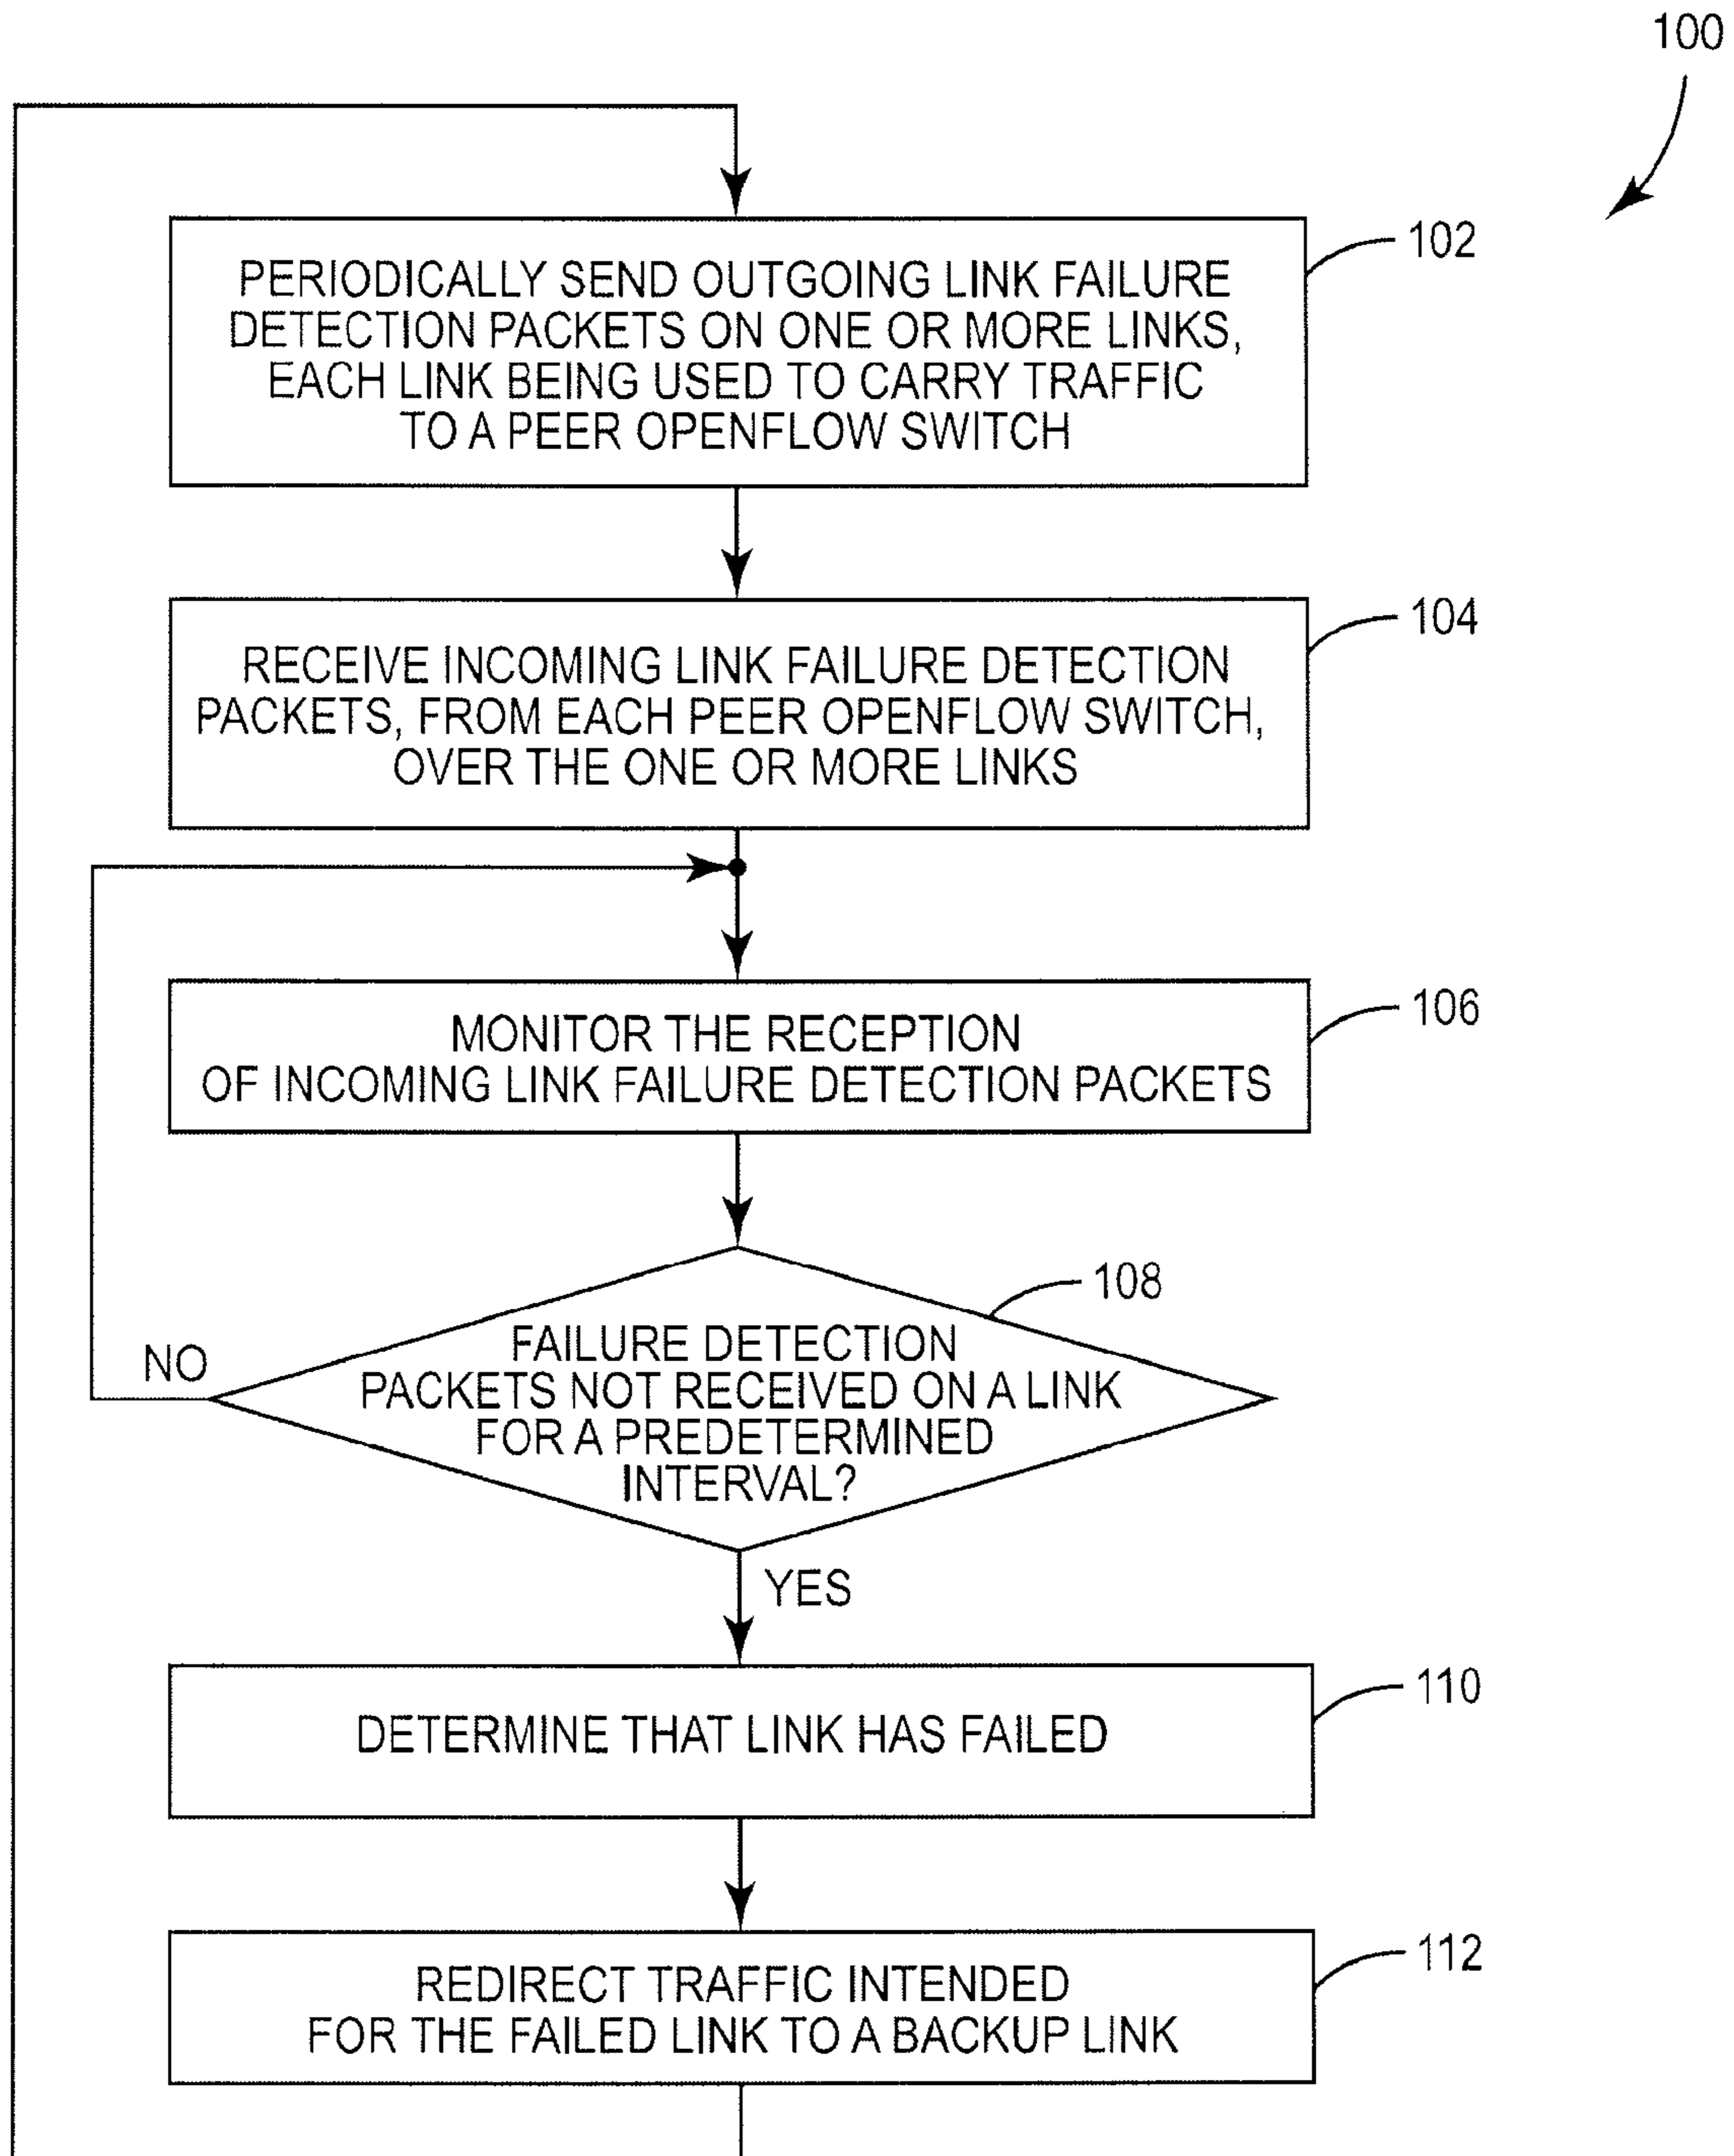 100
102
PERIODICALLY SEND OUTGOING LINK FAILURE
DETECTION PACKETS ON ONE OR MORE LINKS,
EACH LINK BEING USED TO CARRY TRAFFIC
TO A PEER OPENFLOW SWITCH
104
RECEIVE INCOMING LINK FAILURE DETECTION
PACKETS, FROM EACH PEER OPENFLOW SWITCH,
OVER THE ONE OR MORE LINKS
106
MONITOR THE RECEPTION
OF INCOMING LINK FAILURE DETECTION PACKETS
108
FAILURE DETECTION
PACKETS NOT RECEIVED ON A LINK
FOR A PREDETERMINED
INTERVAL?
NO
YES
110
DETERMINE THAT LINK HAS FAILED
112
REDIRECT TRAFFIC INTENDED
FOR THE FAILED LINK TO A BACKUP LINK